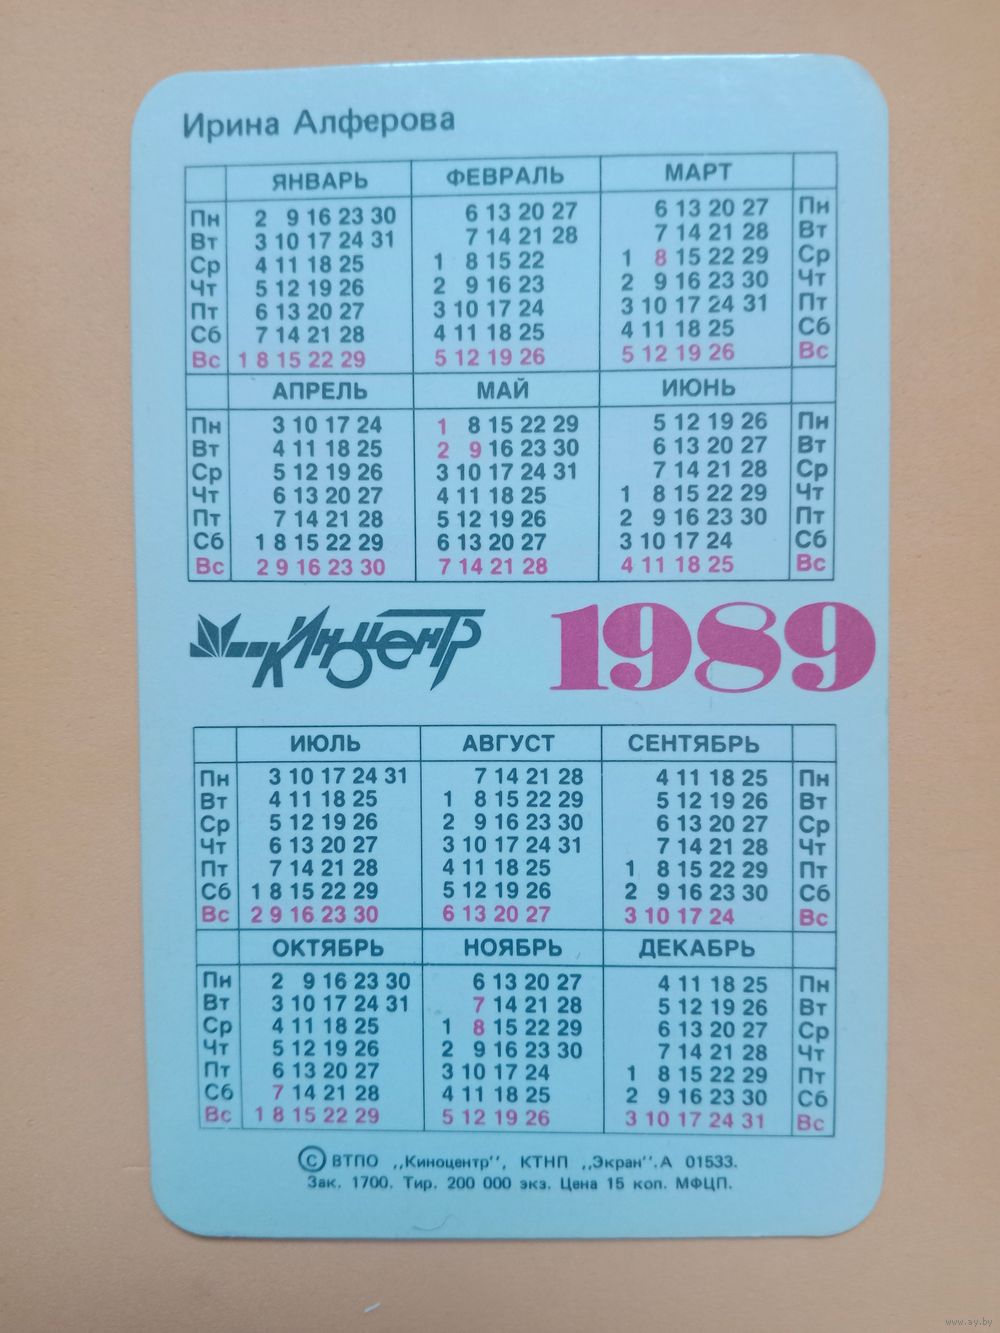 Ирина Алферова
ЯНВАРЬ ФЕВРАЛЬ МАРТ
Пн 2 9 16 23 30 6 13 20 27 6 13 20 27 Пн
Вт 3 10 17 24 31 7 14 21 28 7 14 21 28 Вт
Ср 4 11 18 25 1 8 15 22 1 8 15 22 29 Ср
Чт 5 12 19 26 2 9 16 23 2 9 16 23 30 Чт
Пт 6 13 20 27 3 10 17 24 3 10 17 24 31 Пт
Сб 7 14 21 28 4 11 18 25 4 11 18 25 Сб
Вс 1 8 15 22 29 5 12 19 26 5 12 19 26 Вс
АПРЕЛЬ МАЙ ИЮНЬ
Пн 3 10 17 24 1 8 15 22 29 5 12 19 26 Пн
Вт 4 11 18 25 2 9 16 23 30 6 13 20 27 Вт
Ср 5 12 19 26 3 10 17 24 31 7 14 21 28 Ср
Чт 6 13 20 27 4 11 18 25 1 8 15 22 29 Чт
Пт 7 14 21 28 5 12 19 26 2 9 16 23 30 Пт
Сб 1 8 15 22 29 6 13 20 27 3 10 17 24 Сб
Вс 2 9 16 23 30 7 14 21 28 4 11 18 25 Вс
Киноцентр 1989
ИЮЛЬ АВГУСТ СЕНТЯБРЬ
Пн 3 10 17 24 31 7 14 21 28 4 11 18 25 Пн
Вт 4 11 18 25 1 8 15 22 29 5 12 19 26 Вт
Ср 5 12 19 26 2 9 16 23 30 6 13 20 27 Ср
Чт 6 13 20 27 3 10 17 24 31 7 14 21 28 Чт
Пт 7 14 21 28 4 11 18 25 1 8 15 22 29 Пт
Сб 1 8 15 22 29 5 12 19 26 2 9 16 23 30 Сб
Вс 2 9 16 23 30 6 13 20 27 3 10 17 24 Вс
ОКТЯБРЬ НОЯБРЬ ДЕКАБРЬ
Пн 2 9 16 23 30 6 13 20 27 4 11 18 25 Пн
Вт 3 10 17 24 31 7 14 21 28 5 12 19 26 Вт
Ср 4 11 18 25 1 8 15 22 29 6 13 20 27 Ср
Чт 5 12 19 26 2 9 16 23 30 7 14 21 28 Чт
Пт 6 13 20 27 3 10 17 24 1 8 15 22 29 Пт
Сб 7 14 21 28 4 11 18 25 2 9 16 23 30 Сб
Вс 1 8 15 22 29 5 12 19 26 3 10 17 24 31 Вс
© ВТПО ,,Киноцентр'', КТНП ,,Экран''.А 01533.
Зак. 1700. Тир. 200 000 экз. Цена 15 коп. МФЦП.
www.ay.by